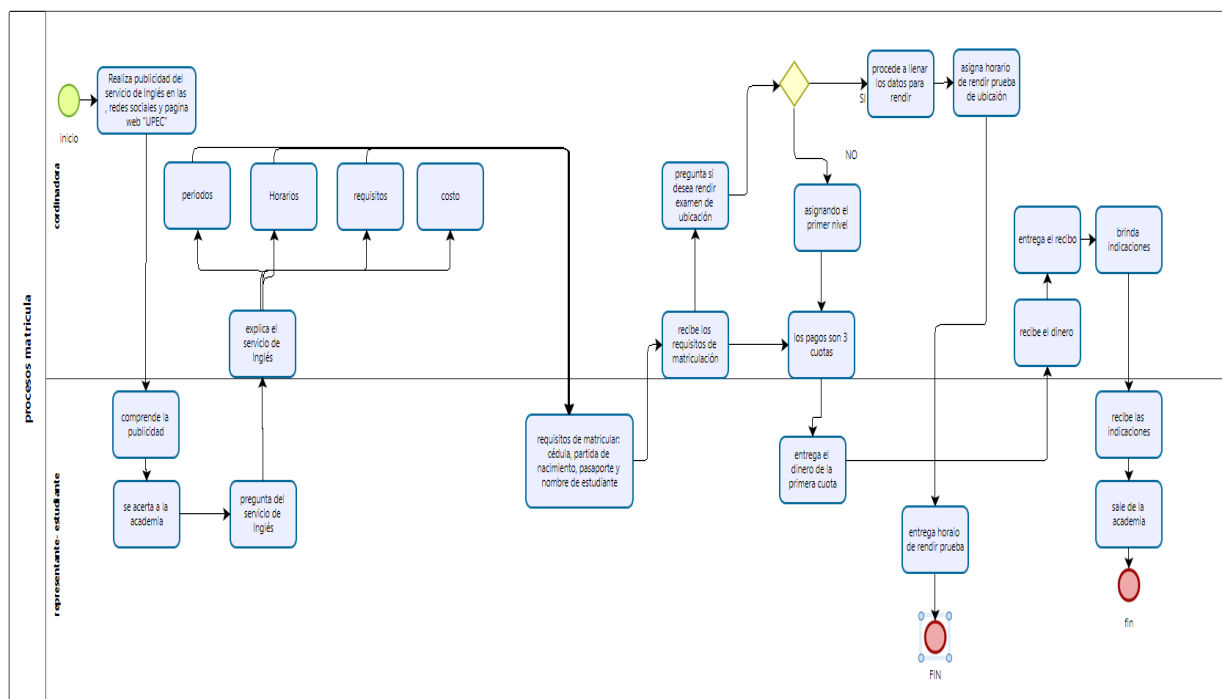 procesos matricula
cordinadora
representante- estudiante
inicio
Realiza publicidad del
servicio de Inglés en las
, redes sociales y pagina
web "UPEC"
periodos
Horarios
requisitos
costo
explica el
servicio de
Inglés
comprende la
publicidad
se acerta a la
academia
pregunta del
servicio de
Inglés
requisitos de matricular:
cédula, partida de
nacimiento, pasaporte y
nombre de estudiante
recibe los
requisitos de
matriculación
pregunta si
desea rendir
examen de
ubicación
SI
NO
procede a llenar
los datos para
rendir
asigna horario
de rendir prueba
de ubicaión
asignando el
primer nivel
los pagos son 3
cuotas
entrega el
dinero de la
primera cuota
entrega horaio
de rendir prueba
FIN
recibe el dinero
entrega el recibo
brinda
indicaciones
recibe las
indicaciones
sale de la
academia
fin